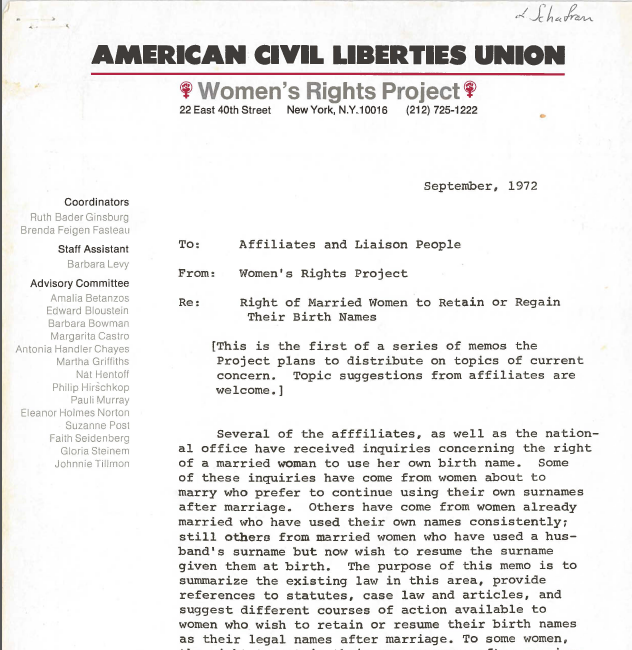 Schafran
AMERICAN CIVIL LIBERTIES UNION
Women's Rights Project
22 East 40th Street New York, N.Y. 10016 (212) 725-1222
September, 1972
Coordinators
Ruth Bader Ginsburg
Brenda Feigen Fasteau
Staff Assistant
Barbara Levy
Advisory Committee
Amalia Betanzos
Edward Bloustein
Barbara Bowman
Margarita Castro
Antonia Handler Chayes
Martha Griffiths
Nat Hentoff
Philip Hirschkop
Pauli Murray
Eleanor Holmes Norton
Suzanne Post
Faith Seidenberg
Gloria Steinem
Johnnie Tillmon
To: Affiliates and Liaison People
From: Women's Rights Project
Re: Right of Married Women to Retain or Regain
Their Birth Names
[This is the first of a series of memos the
Project plans to distribute on topics of current
concern. Topic suggestions from affiliates are
welcome.]
Several of the afffiliates, as well as the nation-
al office have received inquiries concerning the right
of a married woman to use her own birth name. Some
of these inquiries have come from women about to
marry who prefer to continue using their own surnames
after marriage. Others have come from women already
married who have used their own names consistently;
still others from married women who have used a hus-
band's surname but now wish to resume the surname
given them at birth. The purpose of this memo is to
summarize the existing law in this area, provide
references to statutes, case law and articles, and
suggest different courses of action available to
women who wish to retain or resume their birth names
as their legal names after marriage. To some women,